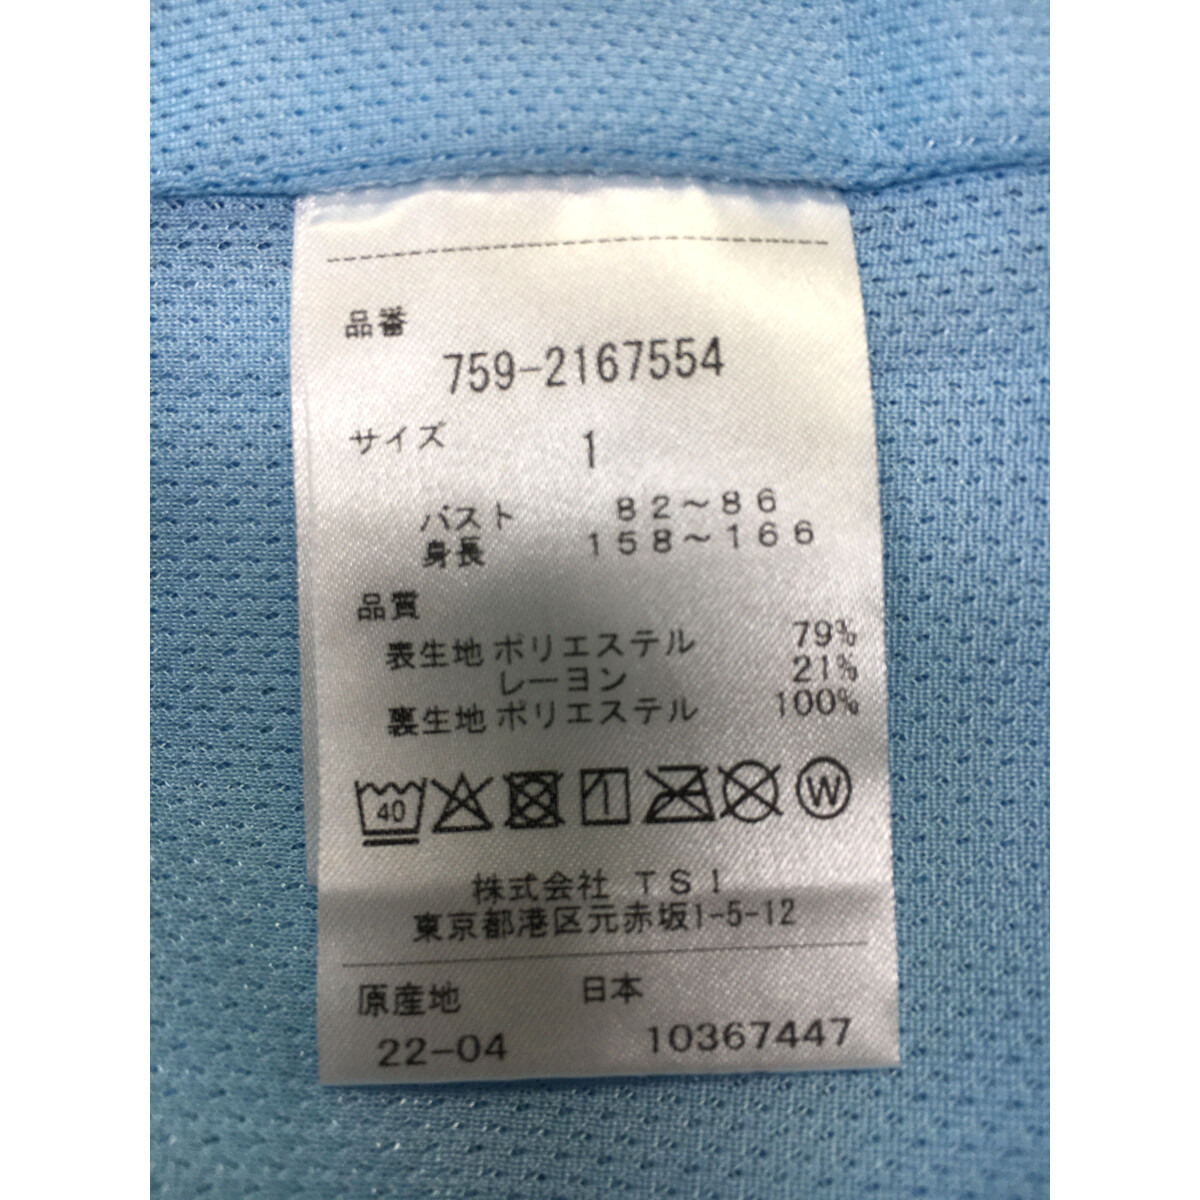 品番
759-2167554
サイズ 1
バスト 82〜86
身長 158〜166
品質
表生地 ポリエステル 79%
レーヨン 21%
裏生地 ポリエステル 100%
40 W
株式会社 TSI
東京都港区元赤坂1-5-12
原産地 日本
22-04 10367447